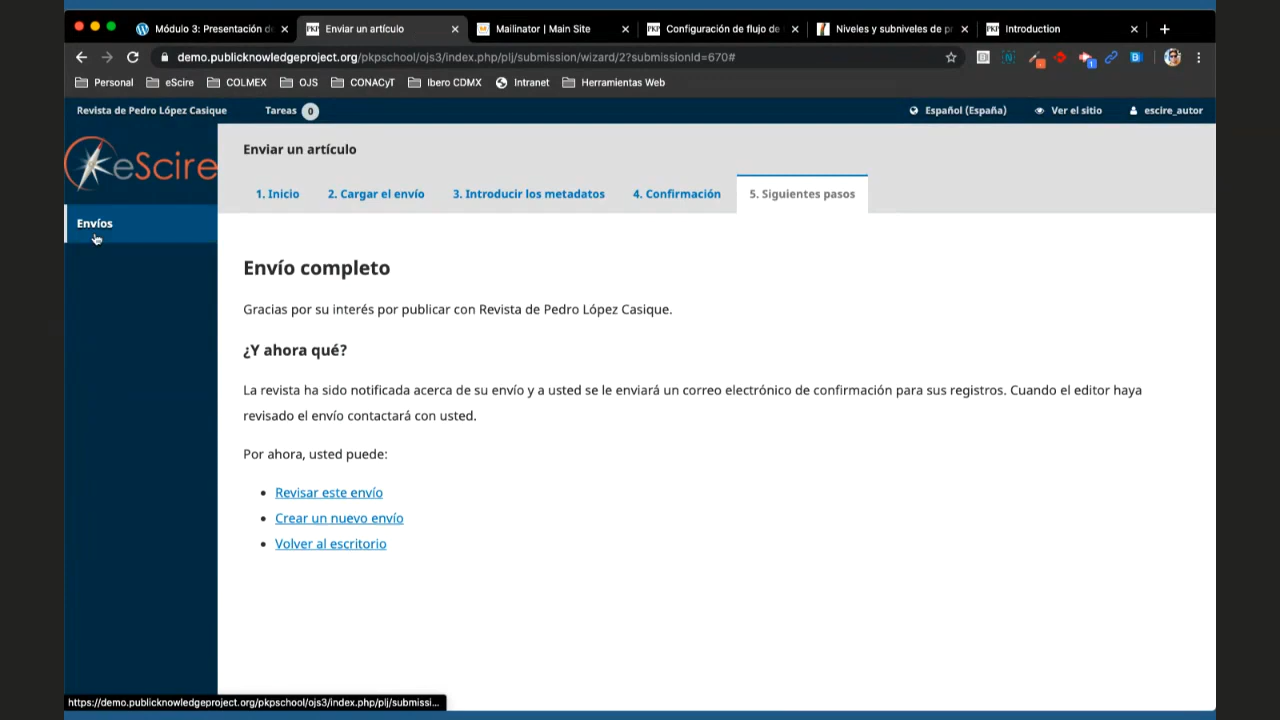 Módulo 3: Presentación d
Enviar un artículo
Mailinator | Main Site
Configuración de flujo de
Niveles y subniveles de pr
Introduction
demo.publicknowledgeproject.org/pkpschool/ojs3/index.php/plj/submission/wizard/2?submissionId=670#
Personal
eScire
COLMEX
OJS
CONACyT
Ibero CDMX
Intranet
Herramientas Web
Revista de Pedro López Casique
Tareas 0
Español (España)
Ver el sitio
escire_autor
eScire
Envíos
Enviar un artículo
1. Inicio
2. Cargar el envío
3. Introducir los metadatos
4. Confirmación
5. Siguientes pasos
Envío completo
Gracias por su interés por publicar con Revista de Pedro López Casique.
¿Y ahora qué?
La revista ha sido notificada acerca de su envío y a usted se le enviará un correo electrónico de confirmación para sus registros. Cuando el editor haya
revisado el envío contactará con usted.
Por ahora, usted puede:
Revisar este envío
Crear un nuevo envío
Volver al escritorio
https://demo.publicknowledgeproject.org/pkpschool/ojs3/index.php/plj/submissi...